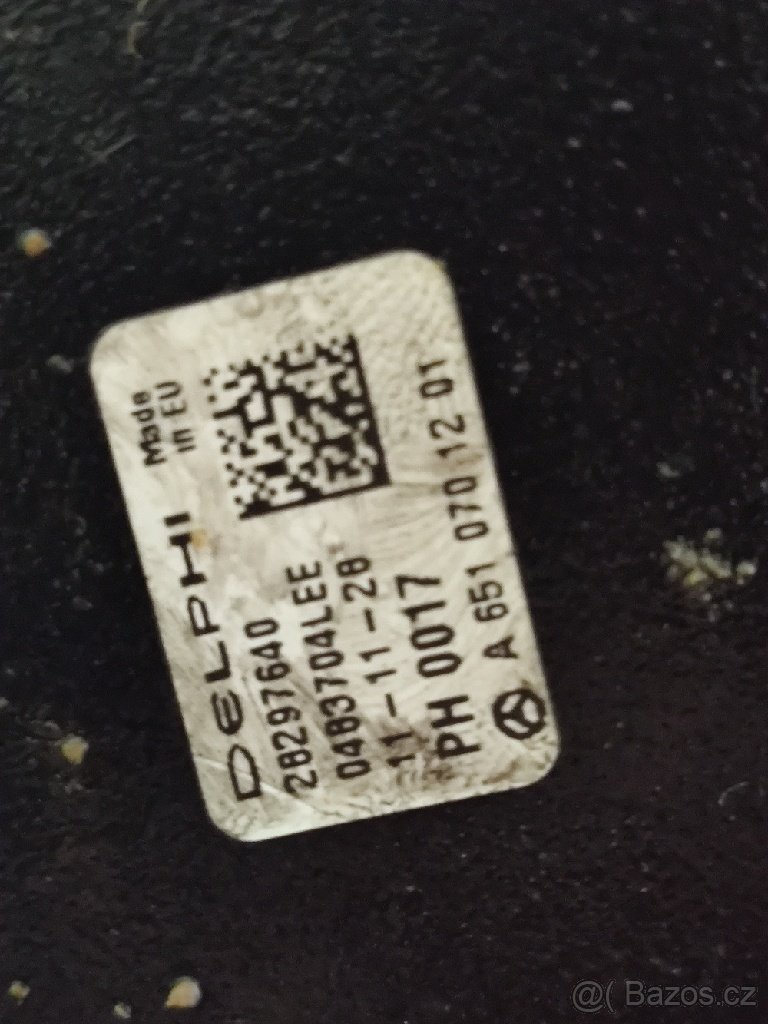 Made
in EU
DELPHI
28297640
0483704LEE
11-11-28
PH 0017
A 651 070 12 01
@( Bazos.cz